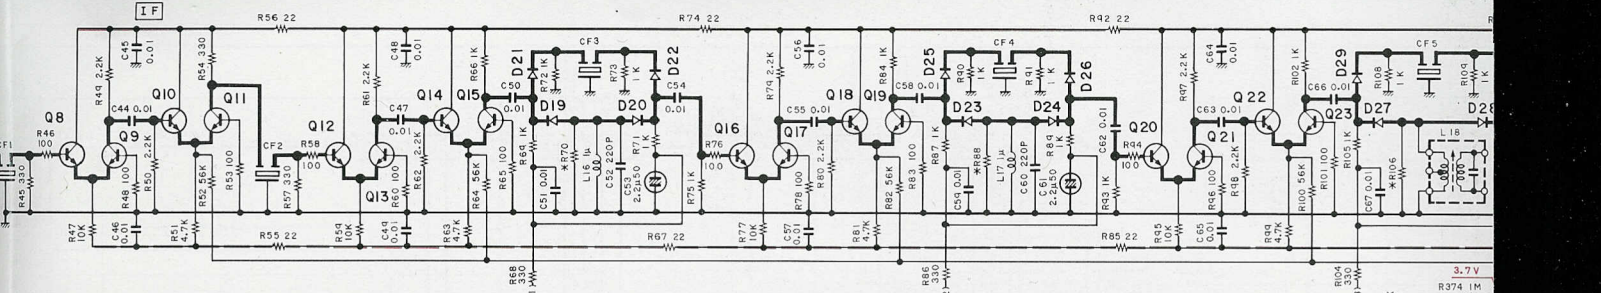 IF
R56 22
R74 22
R92 22
C45 0.01
R54 330
C48 0.01
CF3
C56 0.01
CF4
C64 0.01
CF5
R49 2.2K
Q10
Q11
R61 2.2K
Q14
R66 1K
Q15
D21
R72 1K
R73 1K
D22
R79 2.2K
Q18
R84 1K
Q19
D25
R90 1K
R91 1K
D26
R97 2.2K
Q22
R102 1K
Q23
D29
R108 1K
R109 1K
C44 0.01
C47 0.01
C50 0.01
C54 0.01
C55 0.01
C58 0.01
C62 0.01
C63 0.01
C66 0.01
Q8
Q9
Q12
Q13
D19
D20
Q16
Q17
D23
D24
Q20
Q21
D27
D28
L18
CF1
R46 100
CF2
R58 100
R76 100
R94 100
R45 330
R48 100
R50 2.2K
R52 56K
R53 100
R57 330
R60 100
R62 2.2K
R64 56K
R65 100
R69 1K
C51 0.01
*R70
L16 1μ
C52 220P
C53 2.2μ50
R71 1K
R75 1K
R78 100
R80 2.2K
R82 56K
R83 100
R87 1K
C59 0.01
*R88
L17 1μ
C60 220P
C61 2.2μ50
R89 1K
R93 1K
R96 100
R98 2.2K
R100 56K
R101 100
R105 1K
*R106
C67 0.01
R47 10K
C46 0.01
R51 4.7K
R55 22
R59 10K
C49 0.01
R63 4.7K
R67 22
R77 10K
C57 0.01
R81 4.7K
R85 22
R95 10K
C65 0.01
R99 4.7K
R68 330
R86 330
R104 330
3.7V
R374 1M